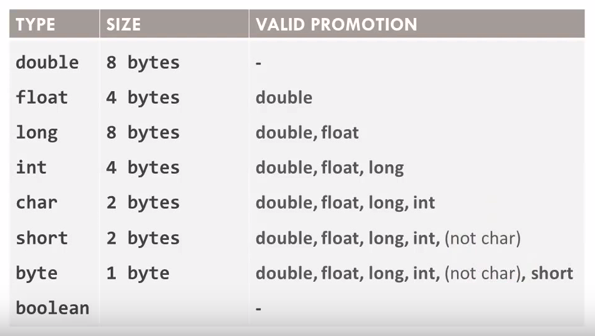 TYPE SIZE VALID PROMOTION
double 8 bytes -
float 4 bytes double
long 8 bytes double, float
int 4 bytes double, float, long
char 2 bytes double, float, long, int
short 2 bytes double, float, long, int, (not char)
byte 1 byte double, float, long, int, (not char), short
boolean -